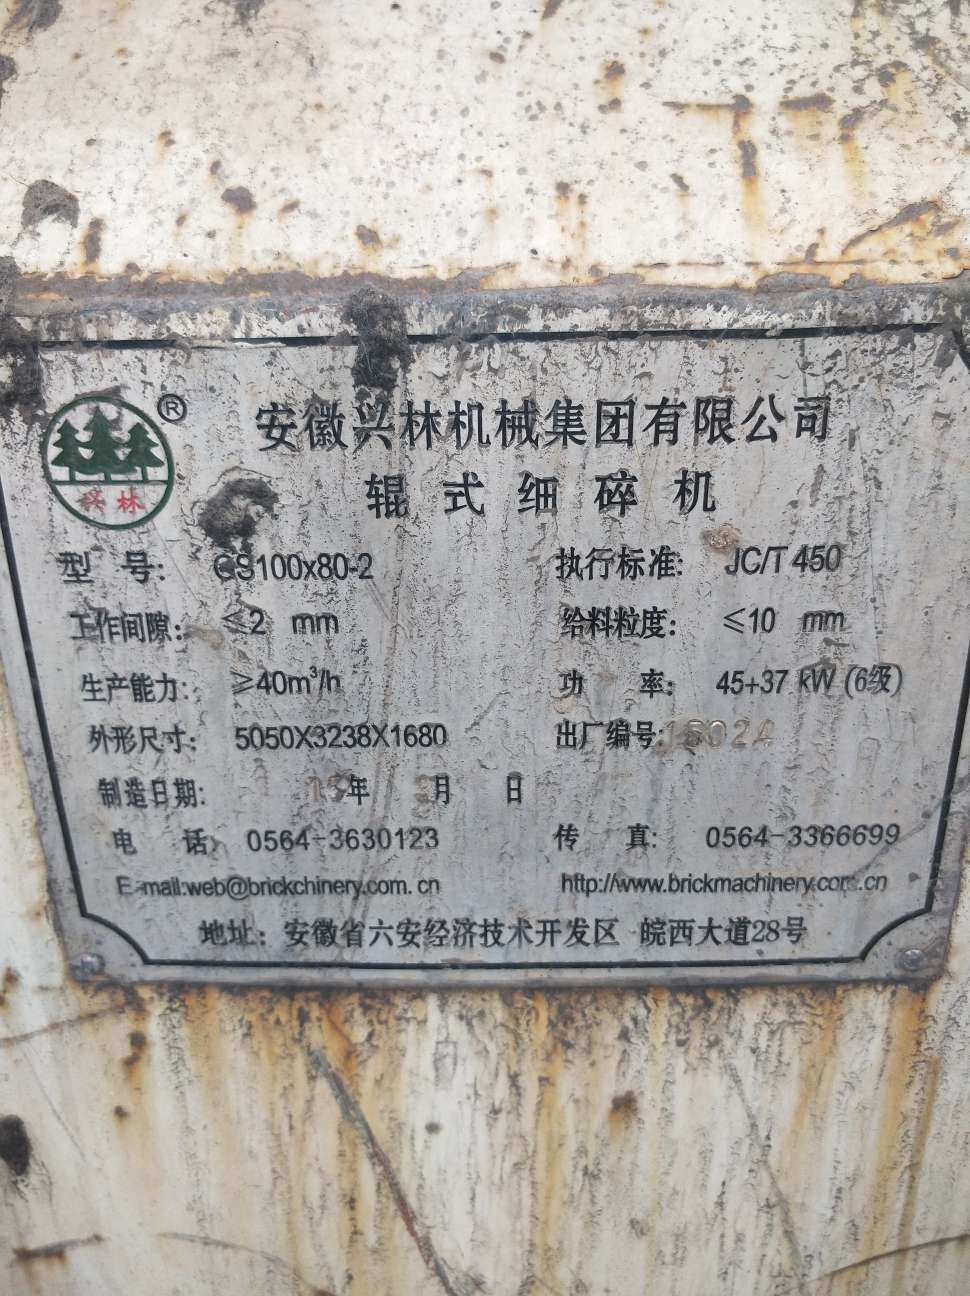 ®
兴林
安徽兴林机械集团有限公司
辊式细碎机
型号: GS100x80-2 执行标准: JC/T 450
工作间隙: ≤2 mm 给料粒度: ≤10 mm
生产能力: ≥40m³/h 功率: 45+37 kW (6级)
外形尺寸: 5050X3238X1680 出厂编号: 1502A
制造日期: 15年 月 日
电话: 0564-3630123 传真: 0564-3366699
E-mail:web@brickchinery.com.cn http://www.brickmachinery.com.cn
地址: 安徽省六安经济技术开发区 皖西大道28号